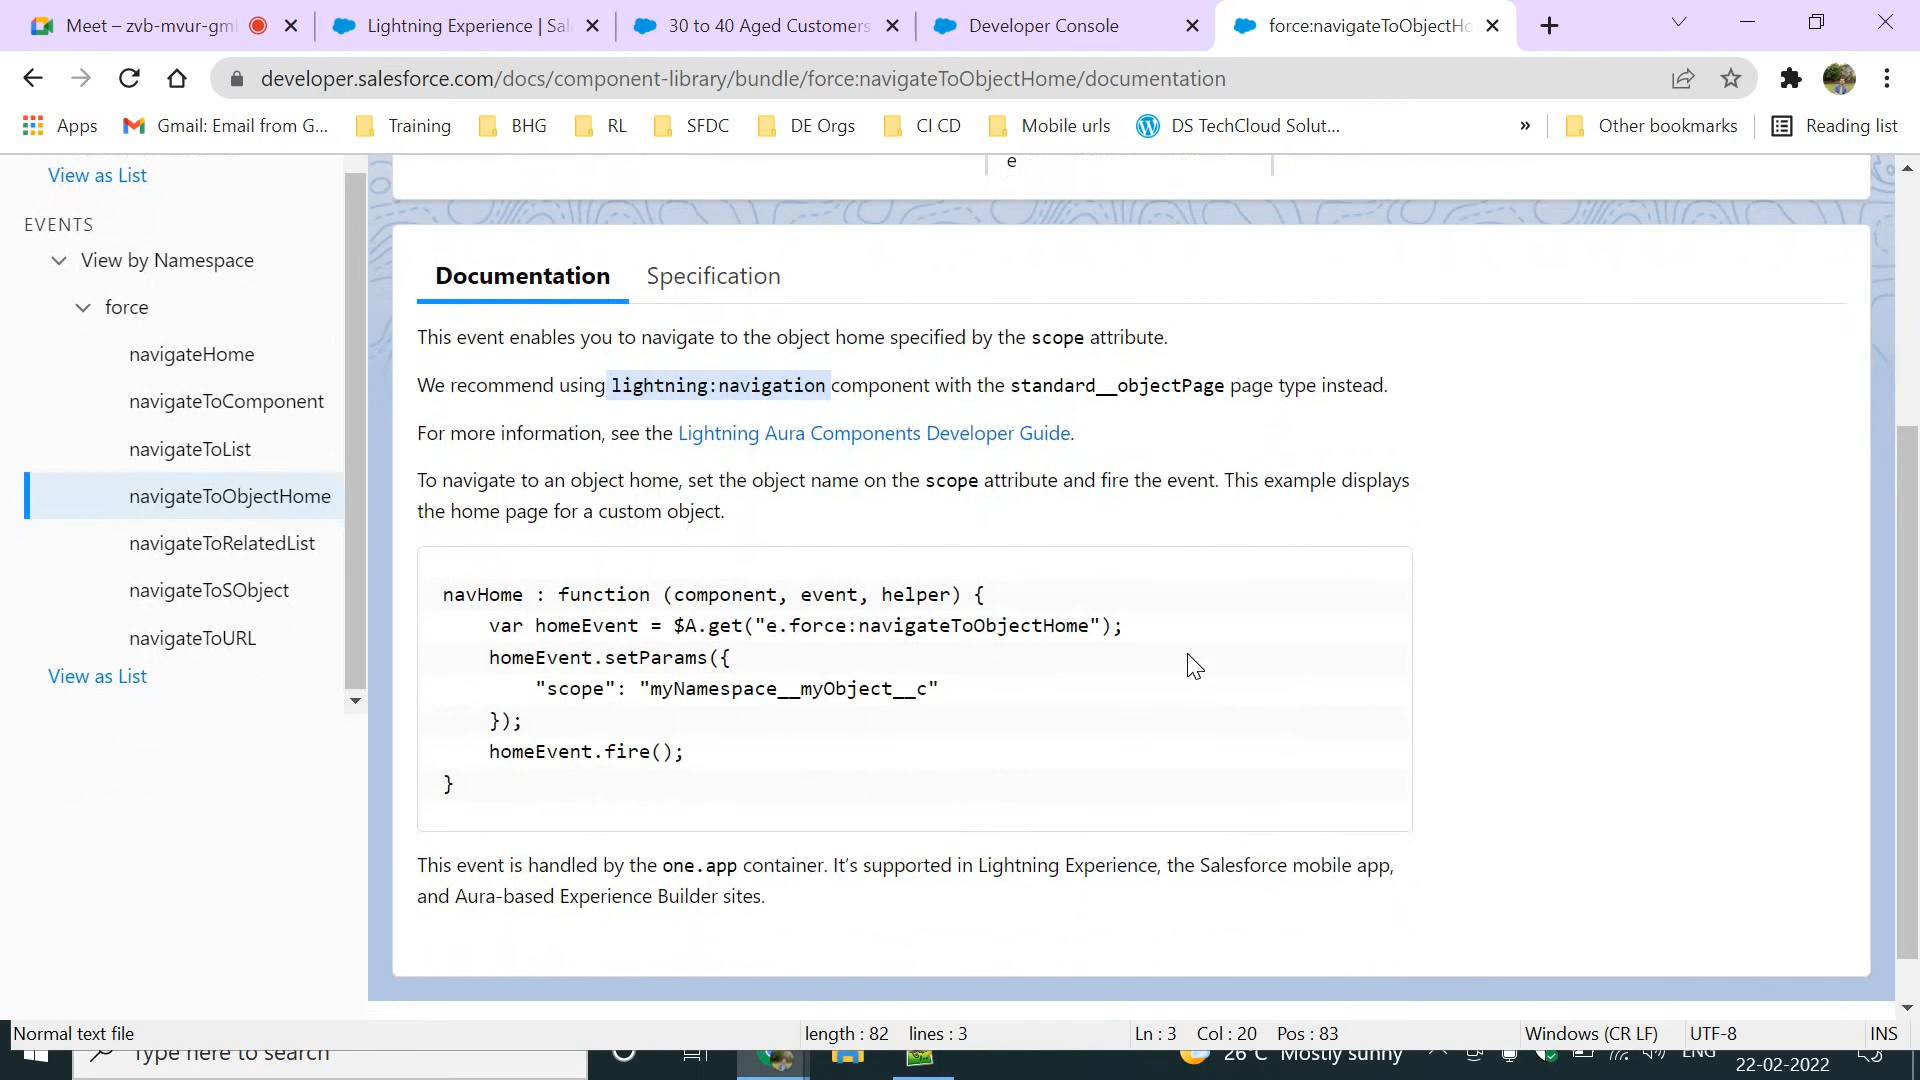 Meet – zvb-mvur-gml
Lightning Experience | Sal
30 to 40 Aged Customers
Developer Console
force:navigateToObjectHo
developer.salesforce.com/docs/component-library/bundle/force:navigateToObjectHome/documentation
Apps
Gmail: Email from G...
Training
BHG
RL
SFDC
DE Orgs
CI CD
Mobile urls
DS TechCloud Solut...
»
Other bookmarks
Reading list
View as List
EVENTS
View by Namespace
force
navigateHome
navigateToComponent
navigateToList
navigateToObjectHome
navigateToRelatedList
navigateToSObject
navigateToURL
View as List
e
Documentation
Specification
This event enables you to navigate to the object home specified by the scope attribute.
We recommend using lightning:navigation component with the standard__objectPage page type instead.
For more information, see the Lightning Aura Components Developer Guide.
To navigate to an object home, set the object name on the scope attribute and fire the event. This example displays
the home page for a custom object.
navHome : function (component, event, helper) {
var homeEvent = $A.get("e.force:navigateToObjectHome");
homeEvent.setParams({
"scope": "myNamespace__myObject__c"
});
homeEvent.fire();
}
This event is handled by the one.app container. It's supported in Lightning Experience, the Salesforce mobile app,
and Aura-based Experience Builder sites.
Normal text file
length : 82 lines : 3
Ln : 3 Col : 20 Pos : 83
Windows (CR LF)
UTF-8
INS
Type here to search
26°C Mostly sunny
ENG
22-02-2022